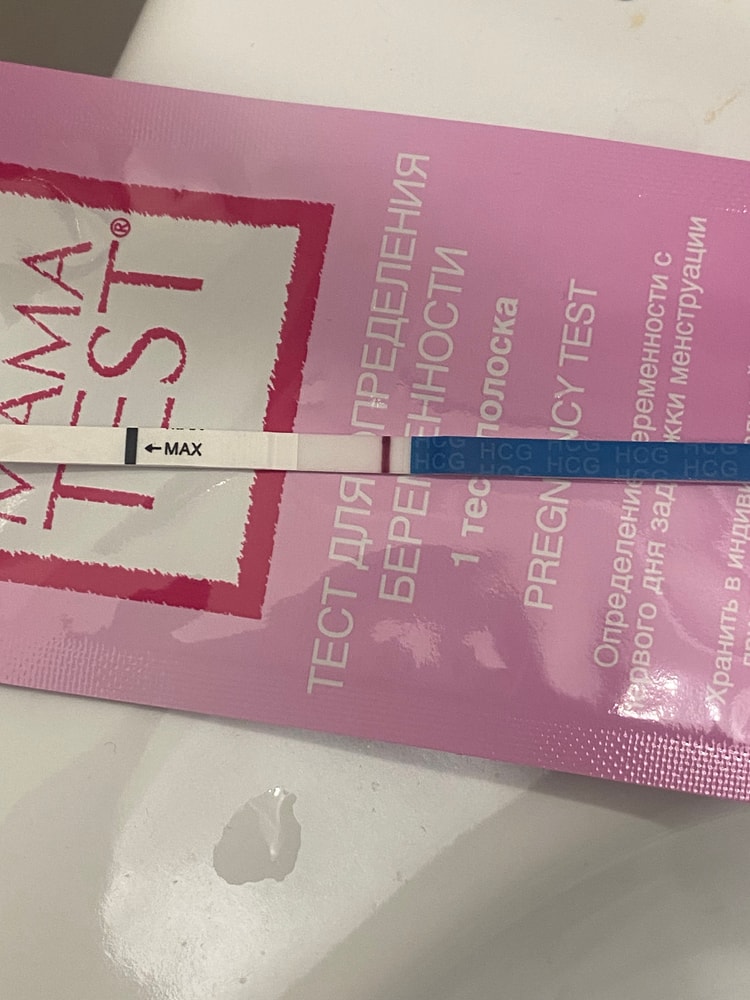 MAMA
TEST®
ТЕСТ ДЛЯ ОПРЕДЕЛЕНИЯ
БЕРЕМЕННОСТИ
1 тест-полоска
PREGNANCY TEST
Определение беременности с
первого дня задержки менструации
Хранить в
←MAX
HCG HCG HCG HCG HCG
HCG HCG HCG HCG HCG